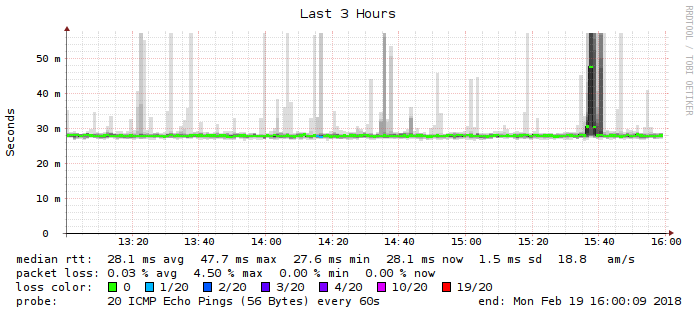 Last 3 Hours
RRDTOOL / TOBI OETIKER
Seconds
50 m
40 m
30 m
20 m
10 m
0
13:20 13:40 14:00 14:20 14:40 15:00 15:20 15:40 16:00
median rtt: 28.1 ms avg 47.7 ms max 27.6 ms min 28.1 ms now 1.5 ms sd 18.8 am/s
packet loss: 0.03 % avg 4.50 % max 0.00 % min 0.00 % now
loss color: 0 1/20 2/20 3/20 4/20 10/20 19/20
probe: 20 ICMP Echo Pings (56 Bytes) every 60s end: Mon Feb 19 16:00:09 2018